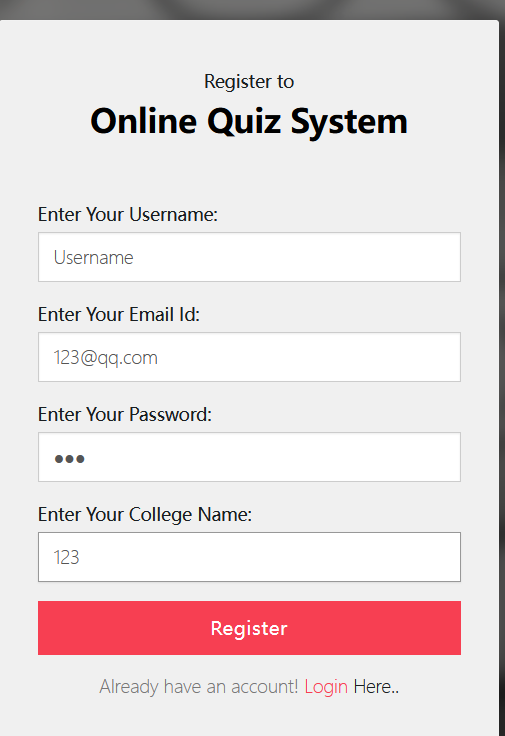 Register to
Online Quiz System
Enter Your Username:
Username
Enter Your Email Id:
123@qq.com
Enter Your Password:
•••
Enter Your College Name:
123
Register
Already have an account! Login Here..